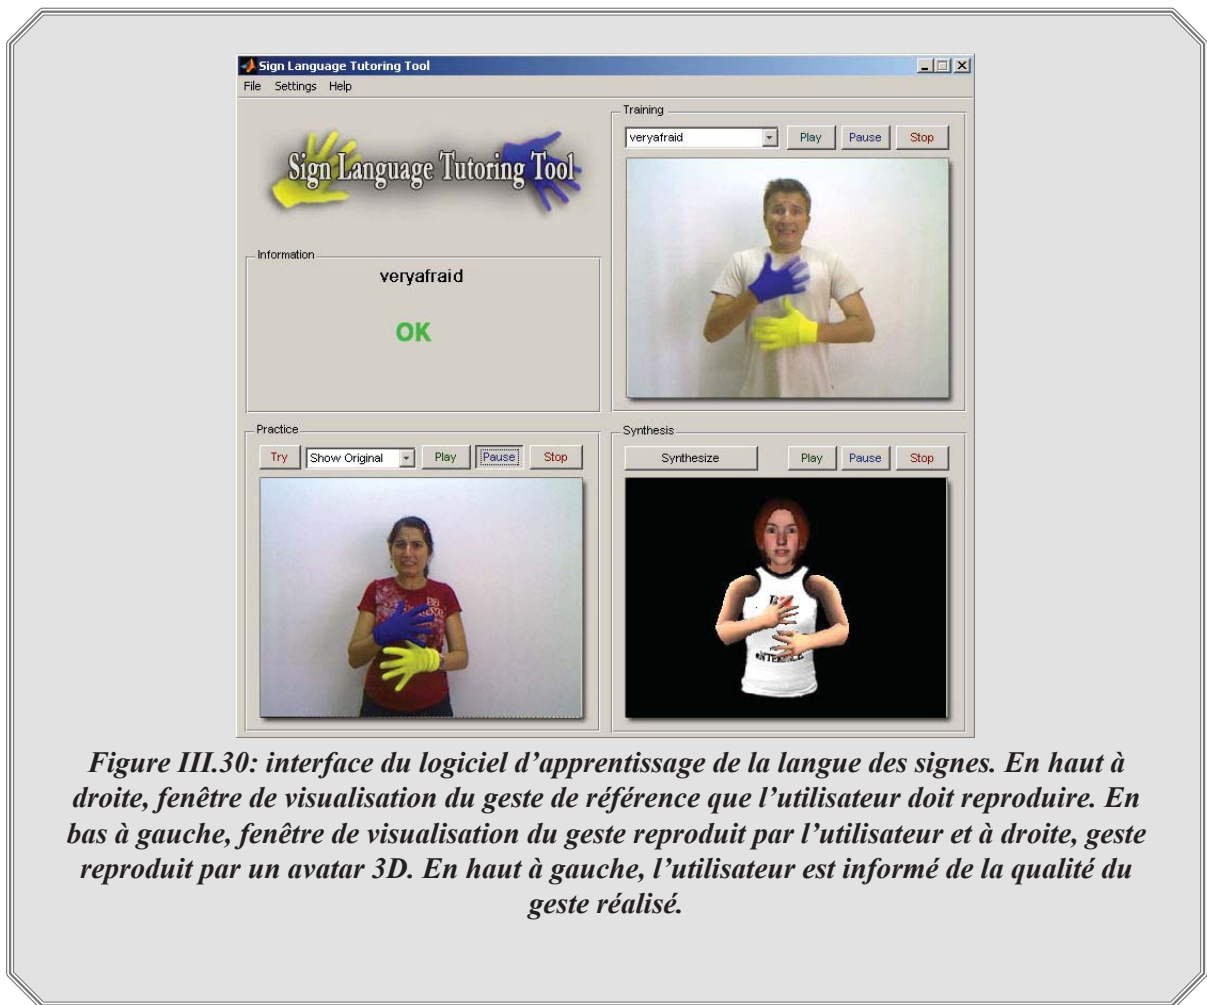 Sign Language Tutoring Tool
File Settings Help
Sign Language Tutoring Tool
Information
veryafraid
OK
Training
veryafraid Play Pause Stop
Practice
Try Show Original Play Pause Stop
Synthesis
Synthesize Play Pause Stop
Figure III.30: interface du logiciel d’apprentissage de la langue des signes. En haut à
droite, fenêtre de visualisation du geste de référence que l’utilisateur doit reproduire. En
bas à gauche, fenêtre de visualisation du geste reproduit par l’utilisateur et à droite, geste
reproduit par un avatar 3D. En haut à gauche, l’utilisateur est informé de la qualité du
geste réalisé.